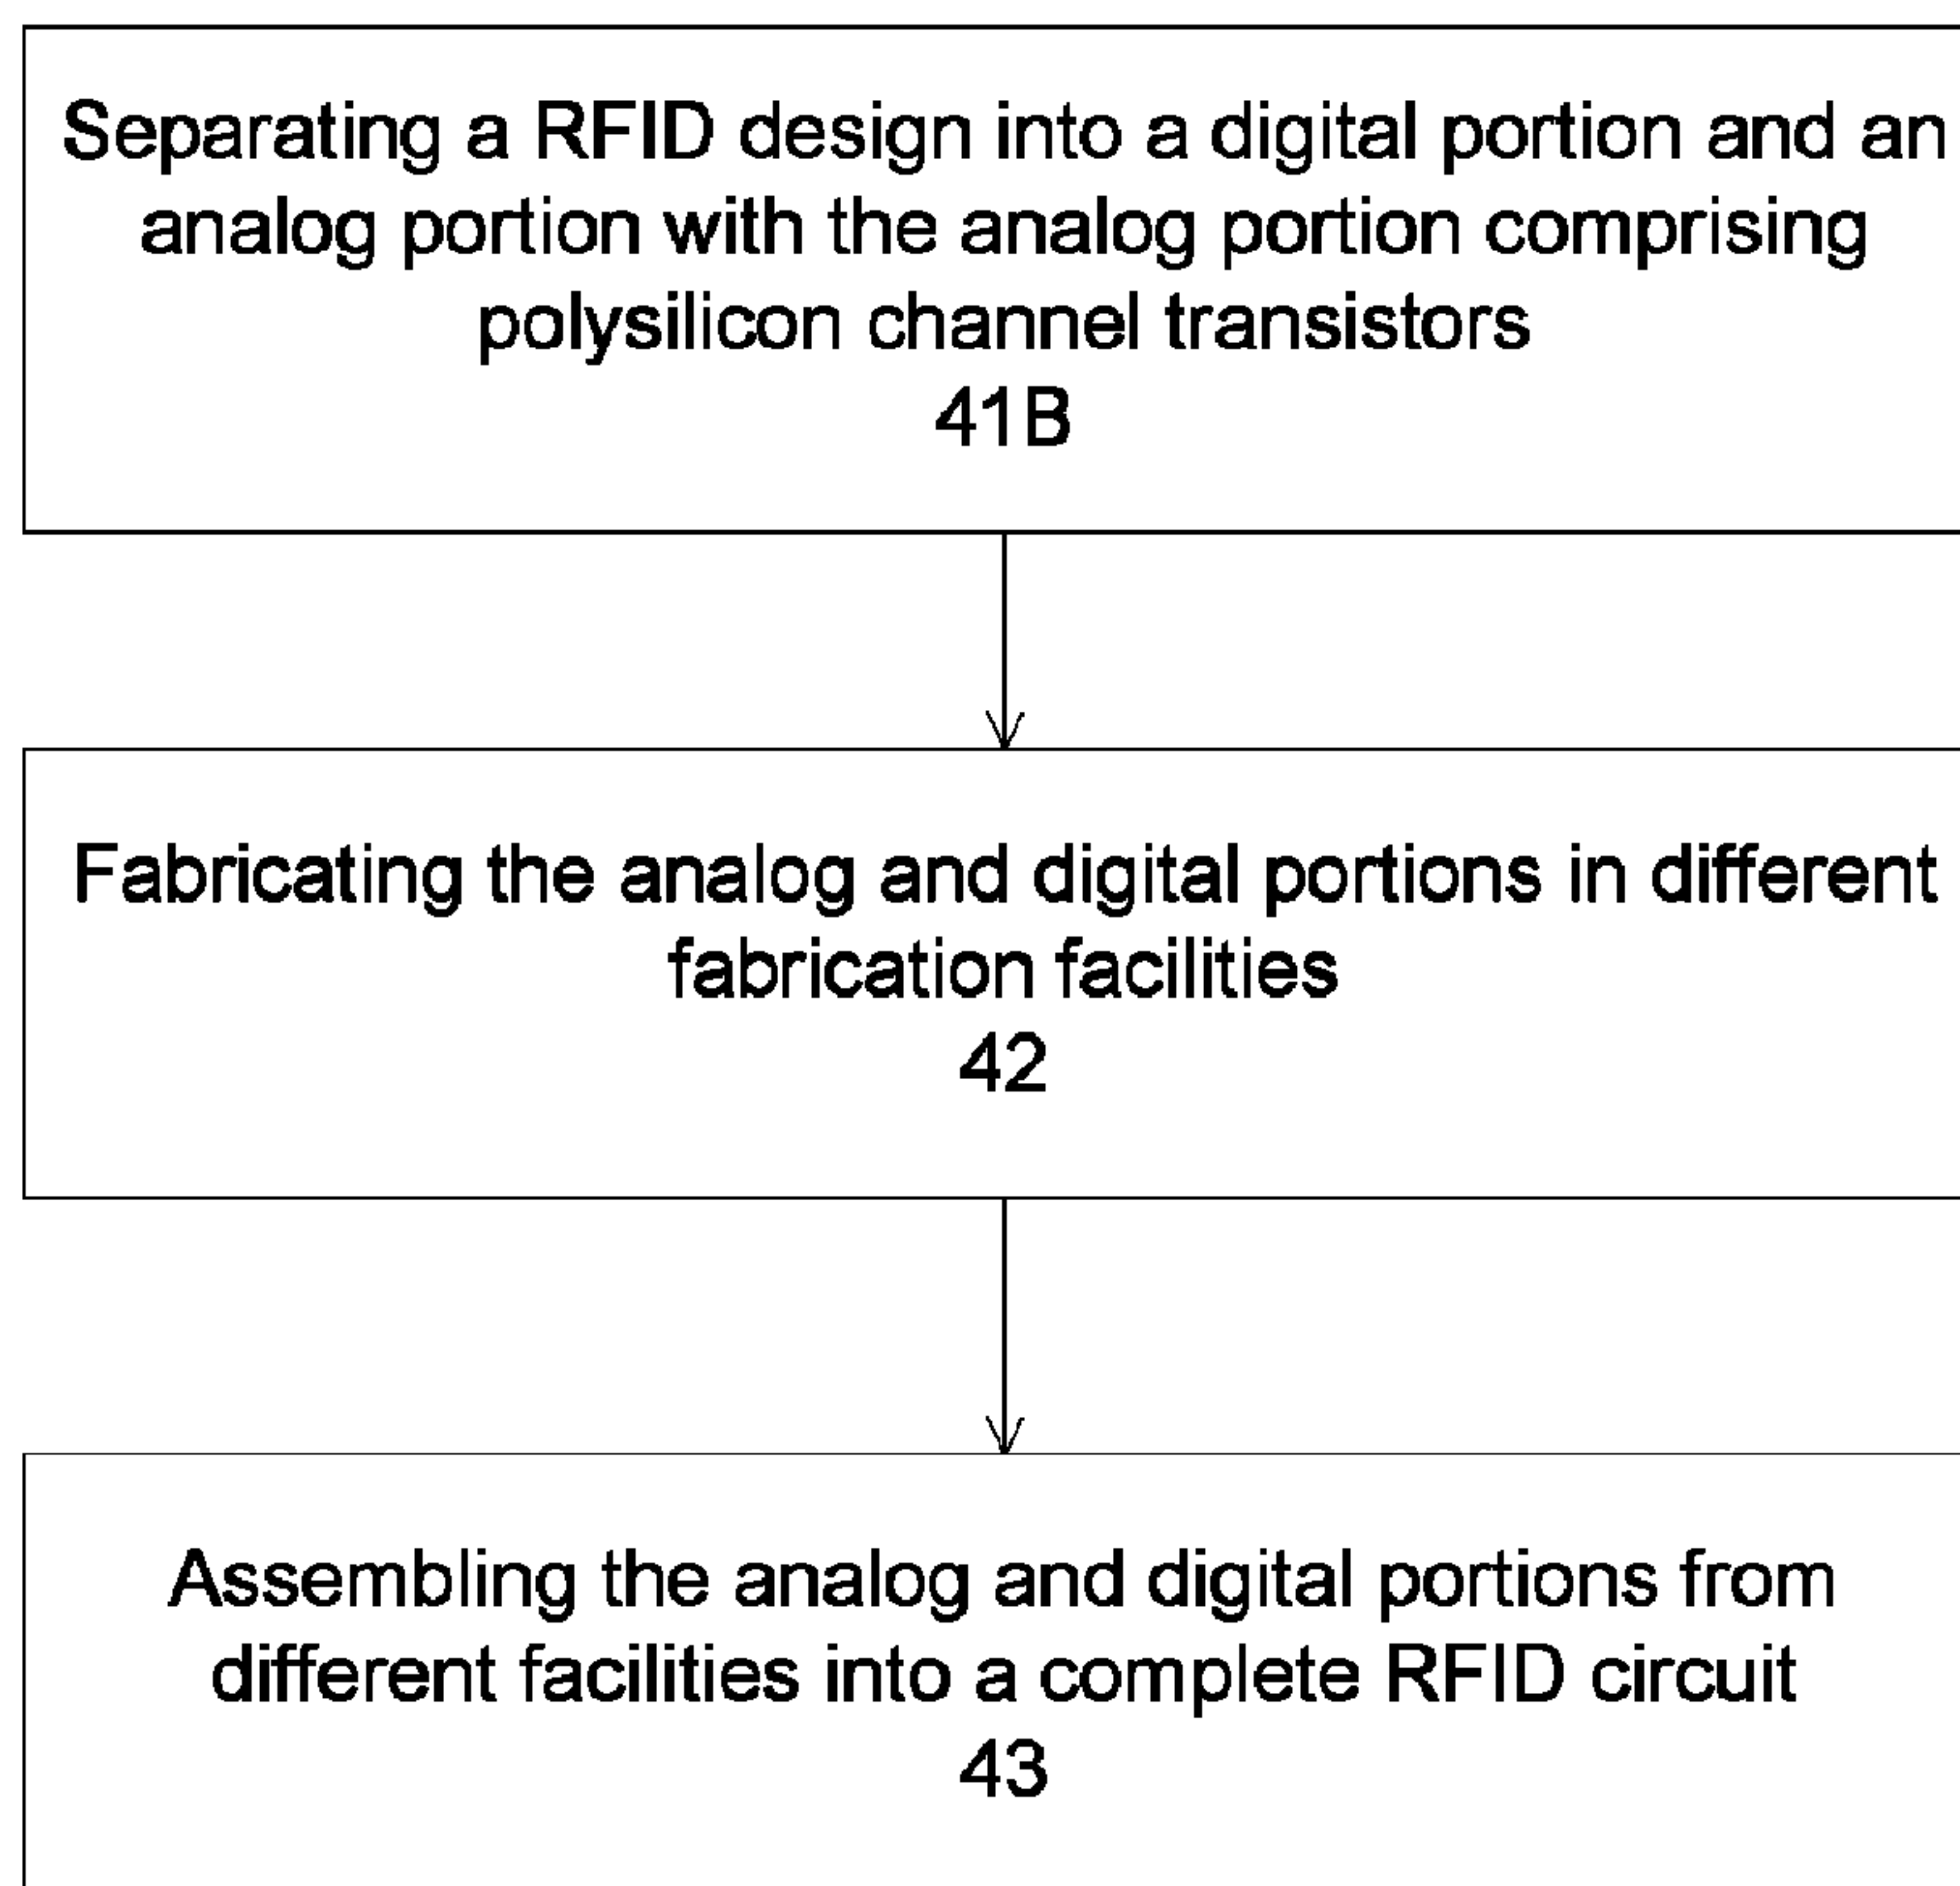 Separating a RFID design into a digital portion and an
analog portion with the analog portion comprising
polysilicon channel transistors
41B
Fabricating the analog and digital portions in different
fabrication facilities
42
Assembling the analog and digital portions from
different facilities into a complete RFID circuit
43